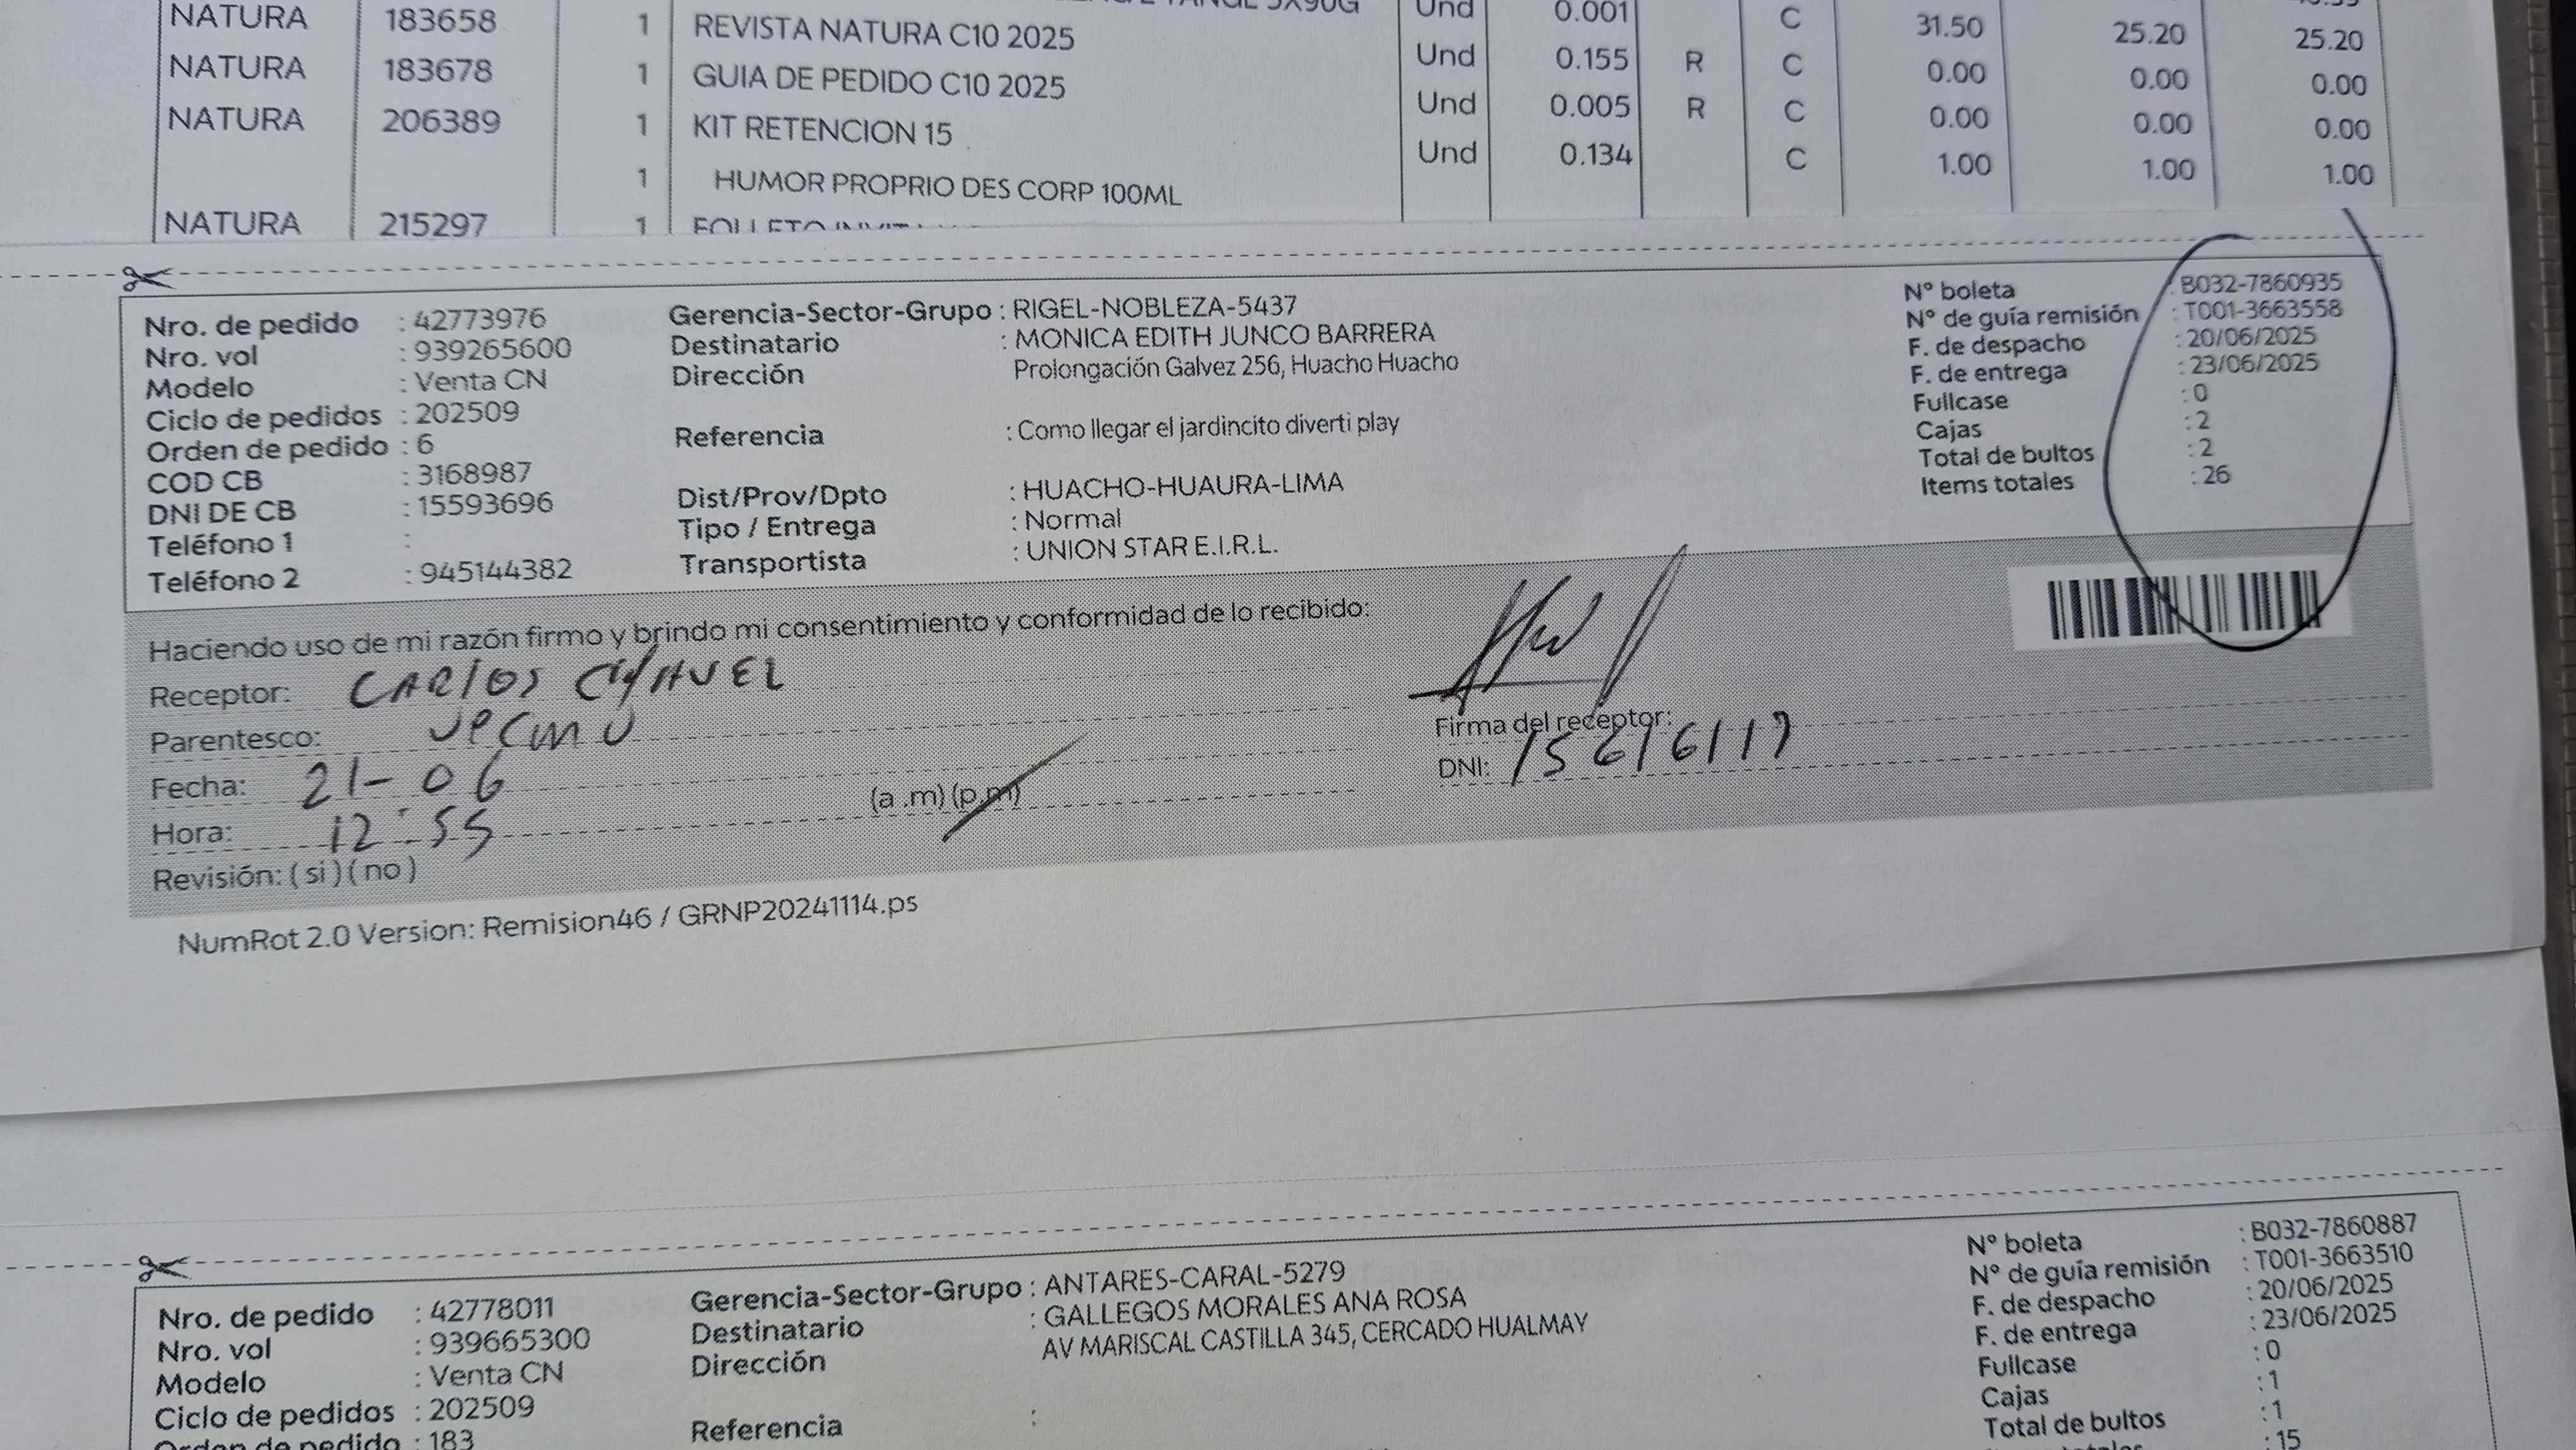 NATURA 183658 1 REVISTA NATURA C10 2025 Und 0.001 C 31.50 25.20 25.20
NATURA 183678 1 GUIA DE PEDIDO C10 2025 Und 0.155 R C 0.00 0.00 0.00
NATURA 206389 1 KIT RETENCION 15 Und 0.005 R C 0.00 0.00 0.00
1 HUMOR PROPRIO DES CORP 100ML Und 0.134 C 1.00 1.00 1.00
NATURA 215297 1 FOLLETO
Nro. de pedido : 42773976
Nro. vol : 939265600
Modelo : Venta CN
Ciclo de pedidos : 202509
Orden de pedido : 6
COD CB : 3168987
DNI DE CB : 15593696
Teléfono 1 :
Teléfono 2 : 945144382
Gerencia-Sector-Grupo : RIGEL-NOBLEZA-5437
Destinatario : MONICA EDITH JUNCO BARRERA
Dirección Prolongación Galvez 256, Huacho Huacho
Referencia : Como llegar el jardincito diverti play
Dist/Prov/Dpto : HUACHO-HUAURA-LIMA
Tipo / Entrega : Normal
Transportista : UNION STAR E.I.R.L.
N° boleta : B032-7860935
N° de guía remisión : T001-3663558
F. de despacho : 20/06/2025
F. de entrega : 23/06/2025
Fullcase : 0
Cajas : 2
Total de bultos : 2
Items totales : 26
Haciendo uso de mi razón firmo y brindo mi consentimiento y conformidad de lo recibido:
Receptor: CARLOS
Parentesco:
Fecha: 21-06
Hora: 12:55 (a .m) (p.m)
Revisión: ( si ) ( no )
Firma del receptor:
DNI:
NumRot 2.0 Version: Remision46 / GRNP20241114.ps
Nro. de pedido : 42778011
Nro. vol : 939665300
Modelo : Venta CN
Ciclo de pedidos : 202509
Orden de pedido : 183
Gerencia-Sector-Grupo : ANTARES-CARAL-5279
Destinatario : GALLEGOS MORALES ANA ROSA
Dirección AV MARISCAL CASTILLA 345, CERCADO HUALMAY
Referencia :
N° boleta : B032-7860887
N° de guía remisión : T001-3663510
F. de despacho : 20/06/2025
F. de entrega : 23/06/2025
Fullcase : 0
Cajas : 1
Total de bultos : 1
: 15